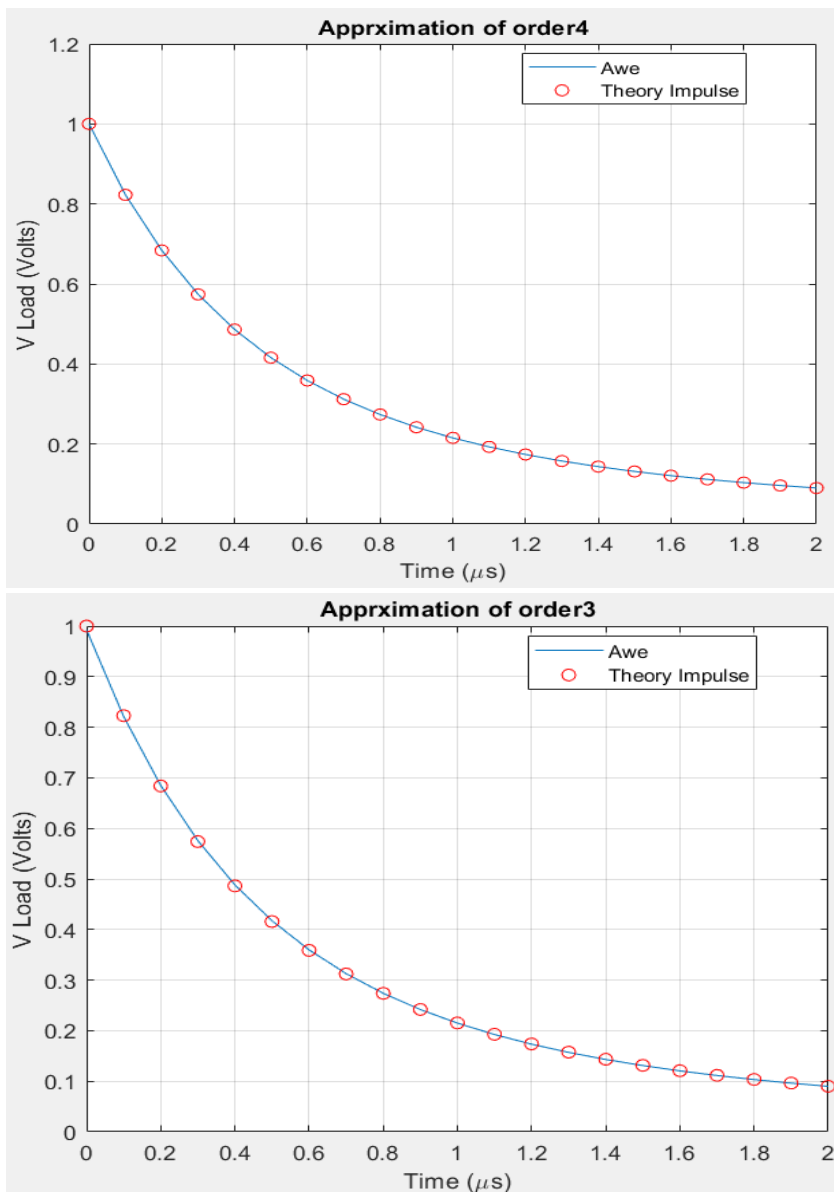 Apprximation of order4
1.2
Awe
Theory Impulse
1
0.8
0.6
0.4
0.2
0
V Load (Volts)
0 0.2 0.4 0.6 0.8 1 1.2 1.4 1.6 1.8 2
Time (μs)
Apprximation of order3
1
Awe
Theory Impulse
0.9
0.8
0.7
0.6
0.5
0.4
0.3
0.2
0.1
0
V Load (Volts)
0 0.2 0.4 0.6 0.8 1 1.2 1.4 1.6 1.8 2
Time (μs)